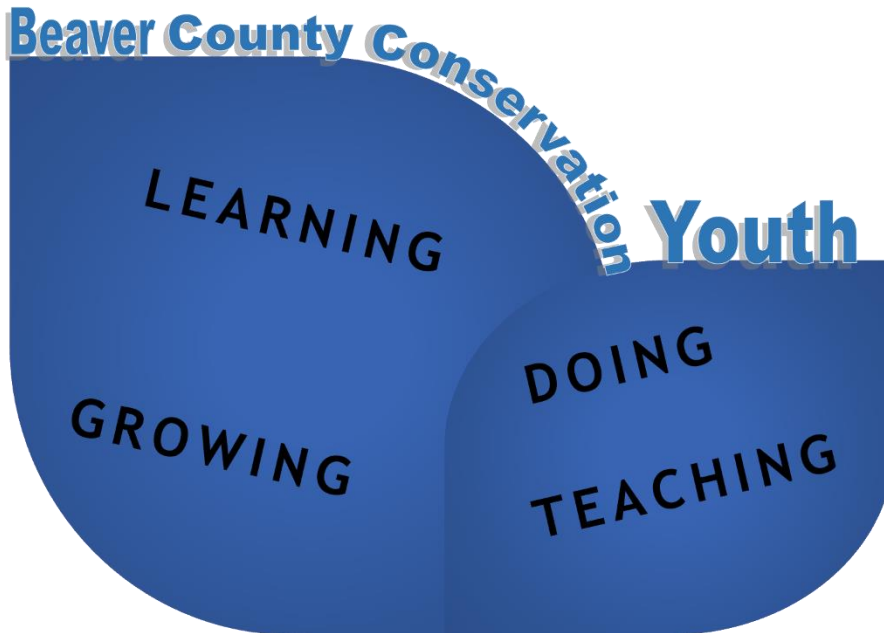 Beaver County Conservation Youth
LEARNING
GROWING
DOING
TEACHING